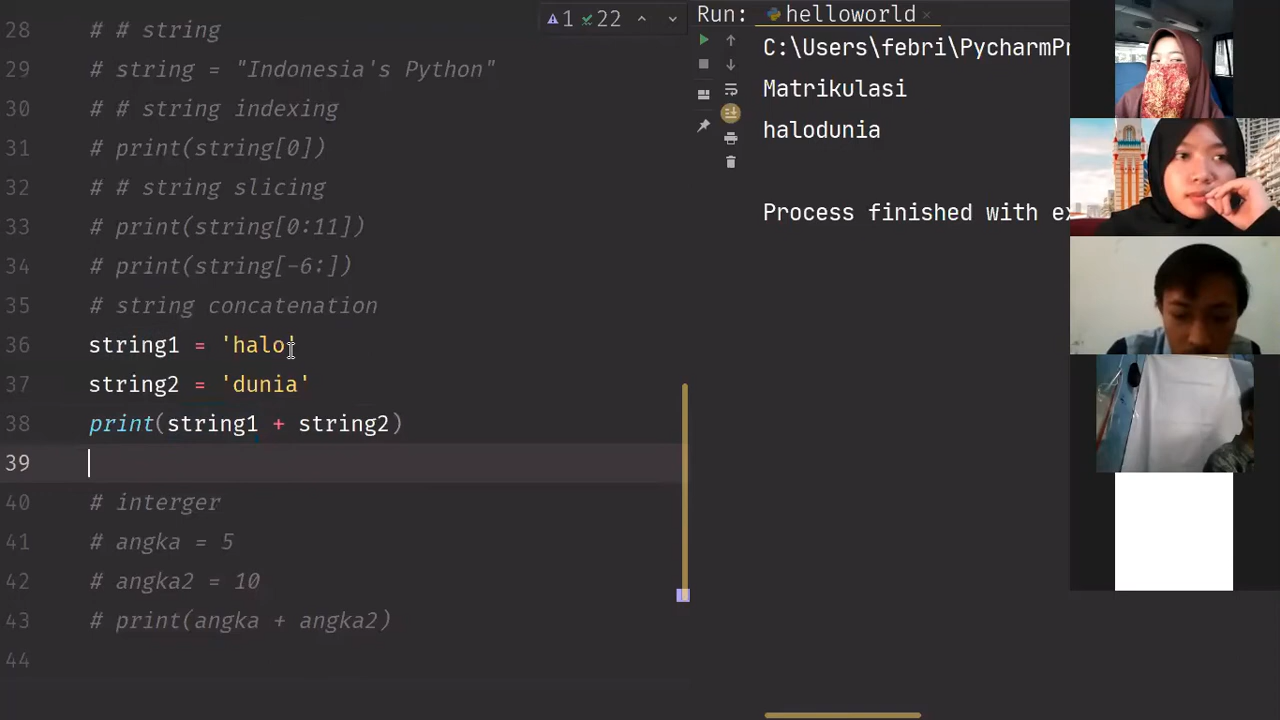 28 # # string
29 # string = "Indonesia's Python"
30 # # string indexing
31 # print(string[0])
32 # # string slicing
33 # print(string[0:11])
34 # print(string[-6:])
35 # string concatenation
36 string1 = 'halo'
37 string2 = 'dunia'
38 print(string1 + string2)
39
40 # interger
41 # angka = 5
42 # angka2 = 10
43 # print(angka + angka2)
44
1 22
Run: helloworld
C:\Users\febri\PycharmPr
Matrikulasi
halodunia
Process finished with ex